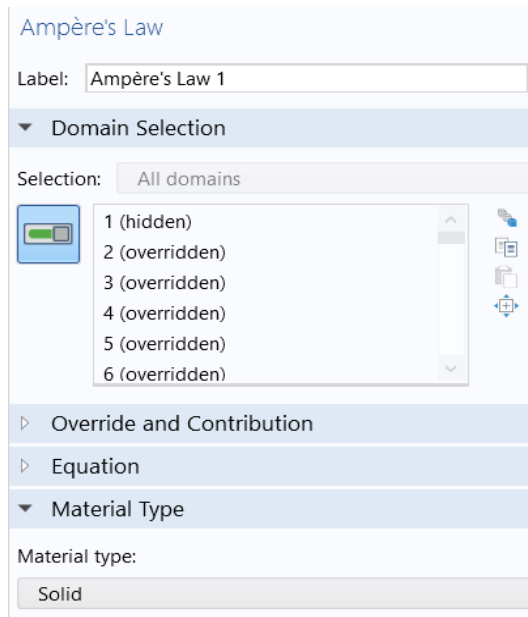 Ampère's Law
Label: Ampère's Law 1
Domain Selection
Selection: All domains
1 (hidden)
2 (overridden)
3 (overridden)
4 (overridden)
5 (overridden)
6 (overridden)
Override and Contribution
Equation
Material Type
Material type:
Solid